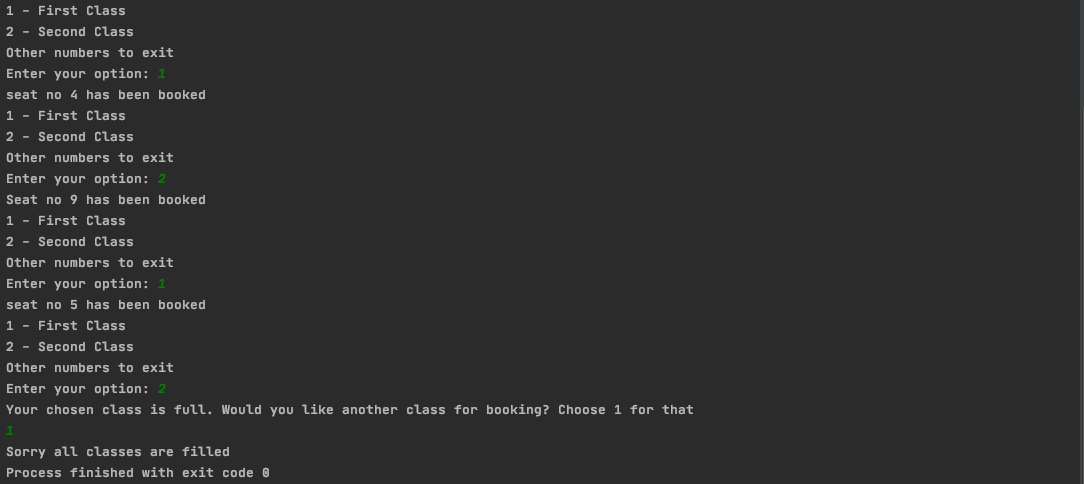 1 - First Class
2 - Second Class
Other numbers to exit
Enter your option: 1
seat no 4 has been booked
1 - First Class
2 - Second Class
Other numbers to exit
Enter your option: 2
Seat no 9 has been booked
1 - First Class
2 - Second Class
Other numbers to exit
Enter your option: 1
seat no 5 has been booked
1 - First Class
2 - Second Class
Other numbers to exit
Enter your option: 2
Your chosen class is full. Would you like another class for booking? Choose 1 for that
1
Sorry all classes are filled
Process finished with exit code 0